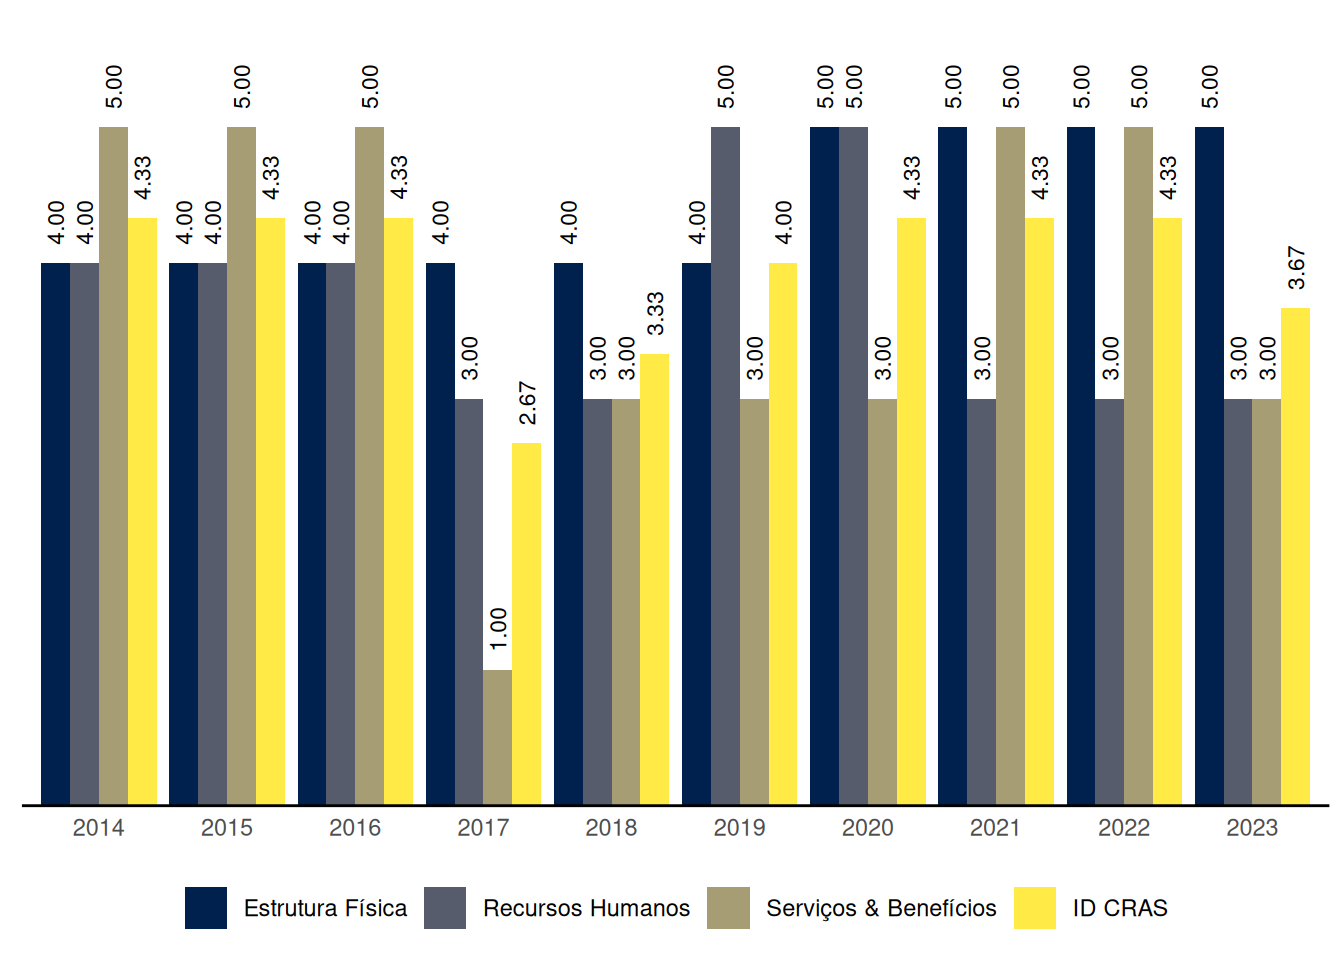 4.00 4.00 5.00 4.33
4.00 4.00 5.00 4.33
4.00 4.00 5.00 4.33
4.00 3.00 1.00 2.67
4.00 3.00 3.00 3.33
4.00 5.00 3.00 4.00
5.00 5.00 3.00 4.33
5.00 3.00 5.00 4.33
5.00 3.00 5.00 4.33
5.00 3.00 3.00 3.67
2014 2015 2016 2017 2018 2019 2020 2021 2022 2023
Estrutura Física Recursos Humanos Serviços & Benefícios ID CRAS